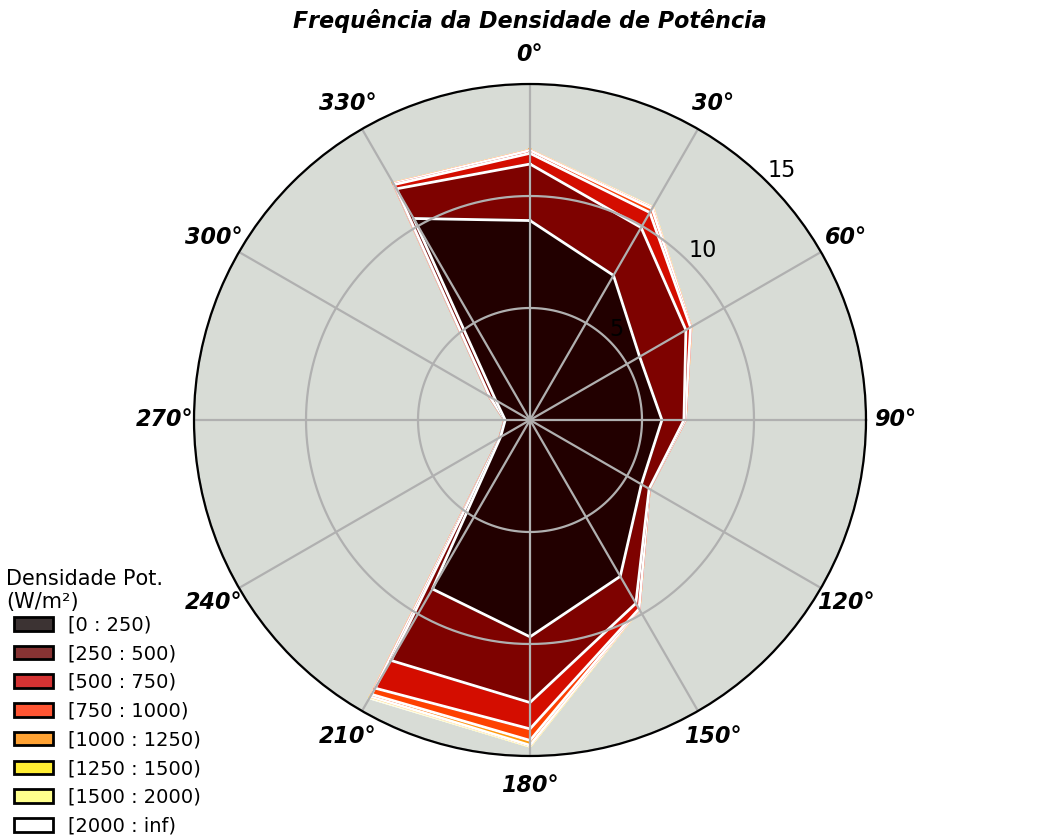 Frequência da Densidade de Potência
0°
330°
30°
15
300°
60°
10
5
270°
90°
240°
120°
210°
150°
180°
Densidade Pot.
(W/m²)
[0 : 250)
[250 : 500)
[500 : 750)
[750 : 1000)
[1000 : 1250)
[1250 : 1500)
[1500 : 2000)
[2000 : inf)